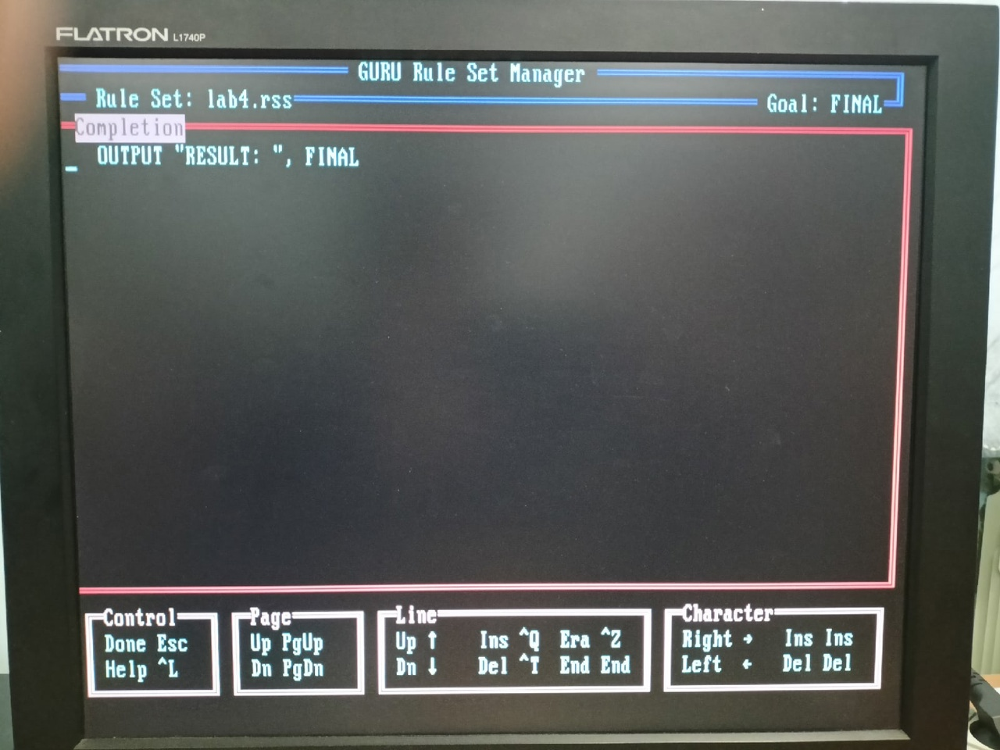 FLATRON L1740P
GURU Rule Set Manager
Rule Set: lab4.rss Goal: FINAL
Completion
OUTPUT "RESULT: ", FINAL
Control Page Line Character
Done Esc Up PgUp Up ↑ Ins ^Q Era ^Z Right → Ins Ins
Help ^L Dn PgDn Dn ↓ Del ^T End End Left ← Del Del